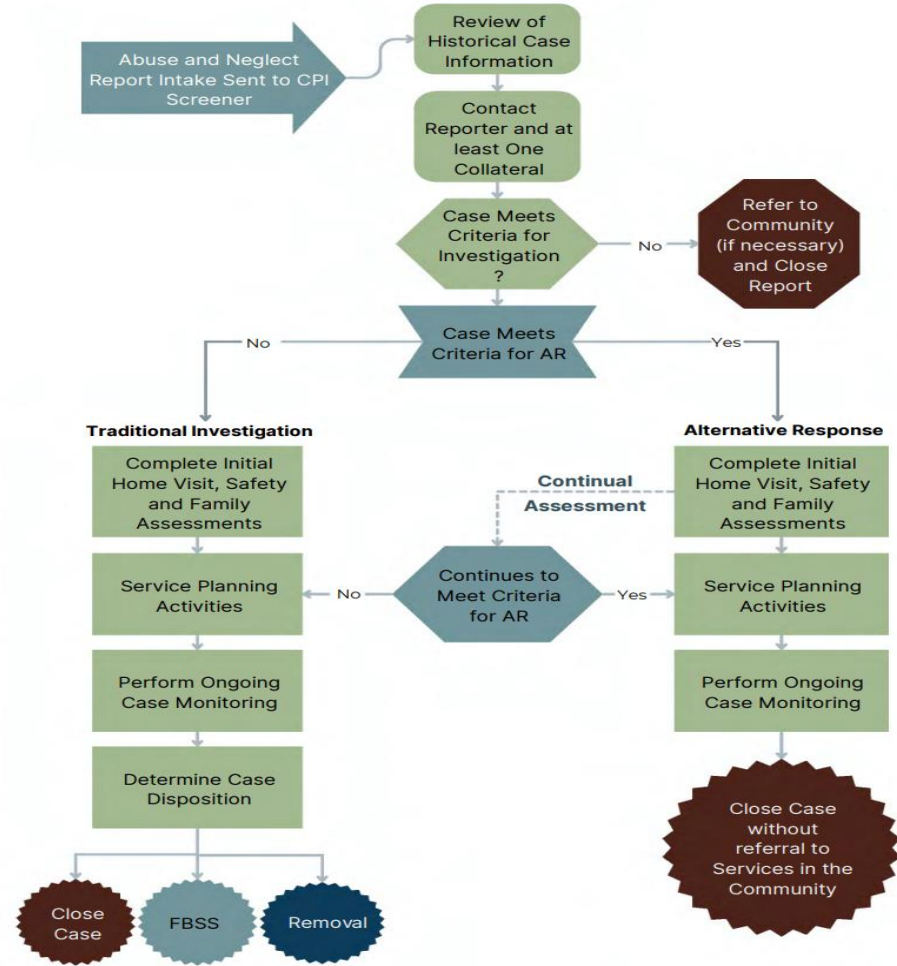 Abuse and Neglect
Report Intake Sent to CPI
Screener
Review of
Historical Case
Information
Contact
Reporter and at
least One
Collateral
Case Meets
Criteria for
Investigation
?
No
Refer to
Community
(if necessary)
and Close
Report
Case Meets
Criteria for AR
No
Yes
Traditional Investigation
Alternative Response
Complete Initial
Home Visit, Safety
and Family
Assessments
Continual
Assessment
Complete Initial
Home Visit, Safety
and Family
Assessments
Service Planning
Activities
No
Continues to
Meet Criteria
for AR
Yes
Service Planning
Activities
Perform Ongoing
Case Monitoring
Perform Ongoing
Case Monitoring
Determine Case
Disposition
Close Case
without
referral to
Services in the
Community
Close
Case
FBSS
Removal